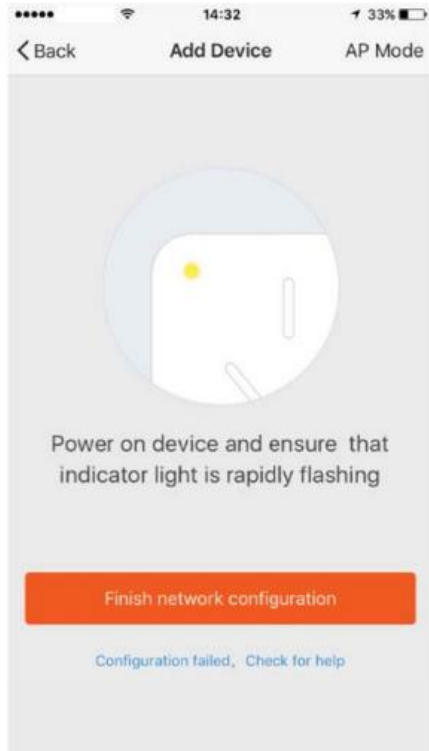 14:32
33%
Back
Add Device
AP Mode
Power on device and ensure that
indicator light is rapidly flashing
Finish network configuration
Configuration failed, Check for help